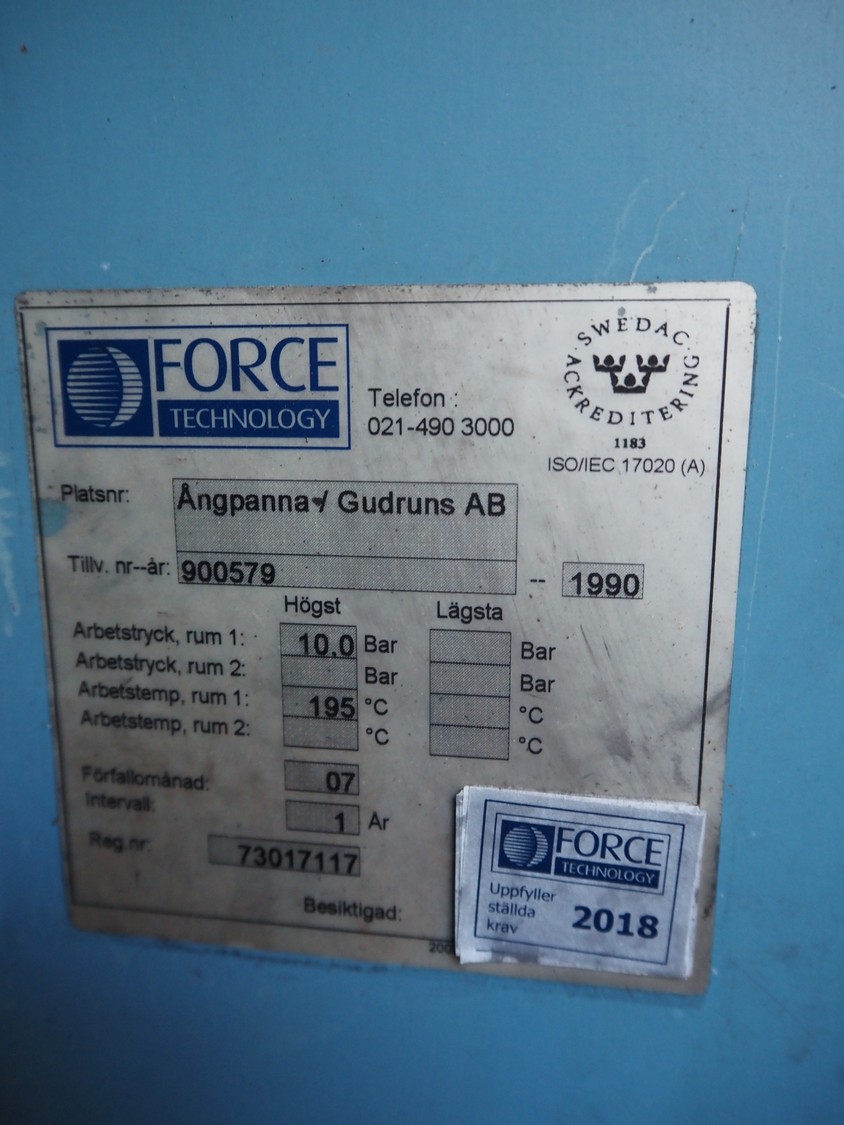 FORCE
TECHNOLOGY
Telefon :
021-490 3000
SWEDAC
ACKREDITERING
1183
ISO/IEC 17020 (A)
Platsnr: Ångpanna / Gudruns AB
Tillv. nr--år: 900579 -- 1990
Högst Lägsta
Arbetstryck, rum 1: 10,0 Bar Bar
Arbetstryck, rum 2: Bar Bar
Arbetstemp, rum 1: 195 °C °C
Arbetstemp, rum 2: °C °C
Förfallomånad: 07
Intervall: 1 År
Reg.nr: 73017117
Besiktigad:
FORCE
TECHNOLOGY
Uppfyller
ställda
krav 2018